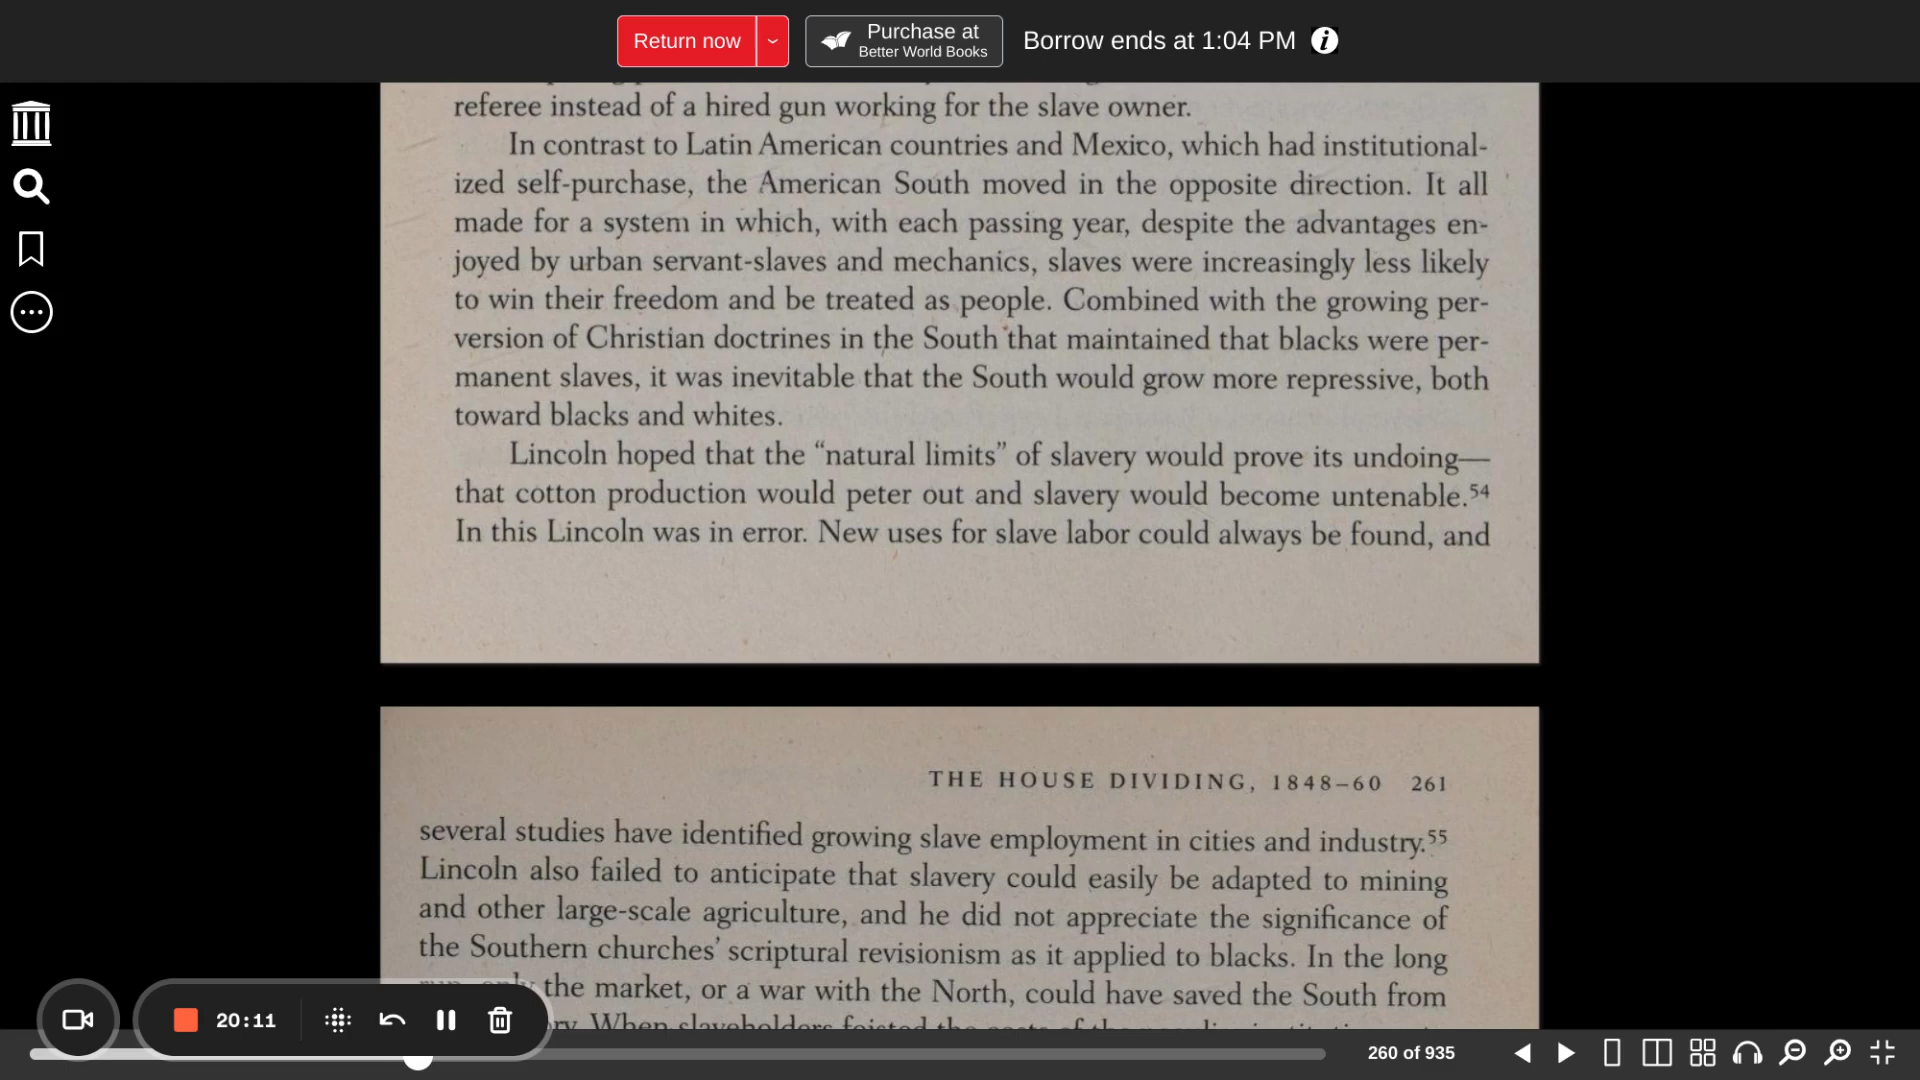 Return now
Purchase at
Better World Books
Borrow ends at 1:04 PM
referee instead of a hired gun working for the slave owner.
In contrast to Latin American countries and Mexico, which had institutional-
ized self-purchase, the American South moved in the opposite direction. It all
made for a system in which, with each passing year, despite the advantages en-
joyed by urban servant-slaves and mechanics, slaves were increasingly less likely
to win their freedom and be treated as people. Combined with the growing per-
version of Christian doctrines in the South that maintained that blacks were per-
manent slaves, it was inevitable that the South would grow more repressive, both
toward blacks and whites.
Lincoln hoped that the “natural limits” of slavery would prove its undoing—
that cotton production would peter out and slavery would become untenable.54
In this Lincoln was in error. New uses for slave labor could always be found, and
THE HOUSE DIVIDING, 1848–60 261
several studies have identified growing slave employment in cities and industry.55
Lincoln also failed to anticipate that slavery could easily be adapted to mining
and other large-scale agriculture, and he did not appreciate the significance of
the Southern churches’ scriptural revisionism as it applied to blacks. In the long
run, only the market, or a war with the North, could have saved the South from
When slaveholders foisted the costs of the
20:11
260 of 935